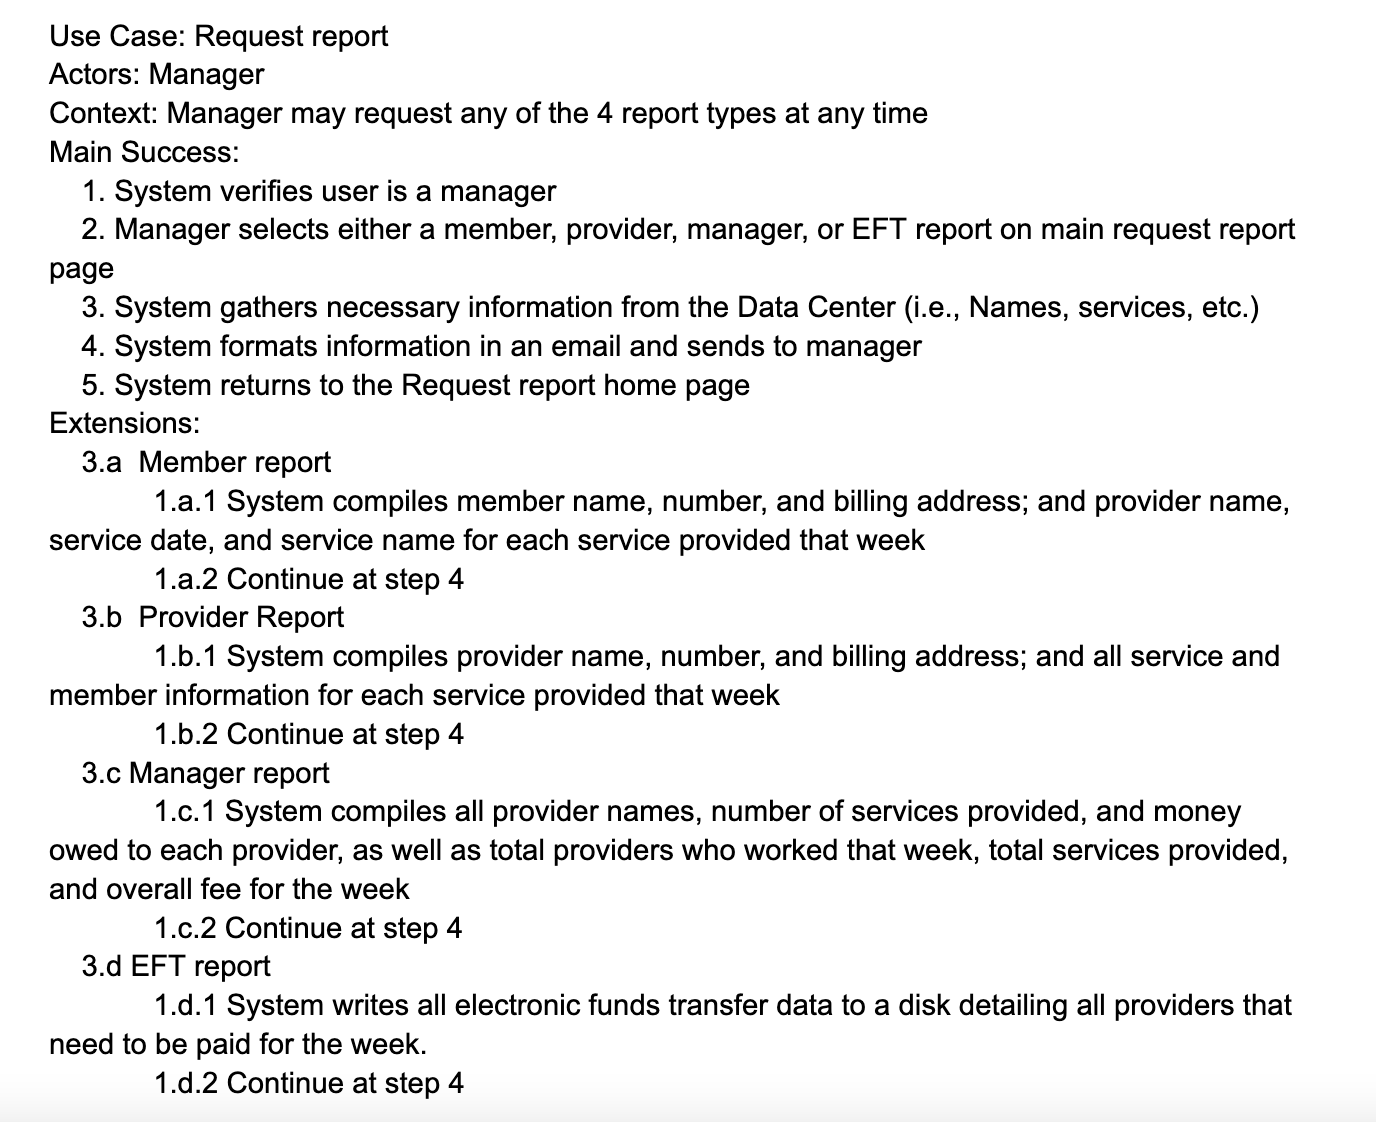 Use Case: Request report
Actors: Manager
Context: Manager may request any of the 4 report types at any time
Main Success:
1. System verifies user is a manager
2. Manager selects either a member, provider, manager, or EFT report on main request report
page
3. System gathers necessary information from the Data Center (i.e., Names, services, etc.)
4. System formats information in an email and sends to manager
5. System returns to the Request report home page
Extensions:
3.a  Member report
1.a.1 System compiles member name, number, and billing address; and provider name,
service date, and service name for each service provided that week
1.a.2 Continue at step 4
3.b  Provider Report
1.b.1 System compiles provider name, number, and billing address; and all service and
member information for each service provided that week
1.b.2 Continue at step 4
3.c Manager report
1.c.1 System compiles all provider names, number of services provided, and money
owed to each provider, as well as total providers who worked that week, total services provided,
and overall fee for the week
1.c.2 Continue at step 4
3.d EFT report
1.d.1 System writes all electronic funds transfer data to a disk detailing all providers that
need to be paid for the week.
1.d.2 Continue at step 4